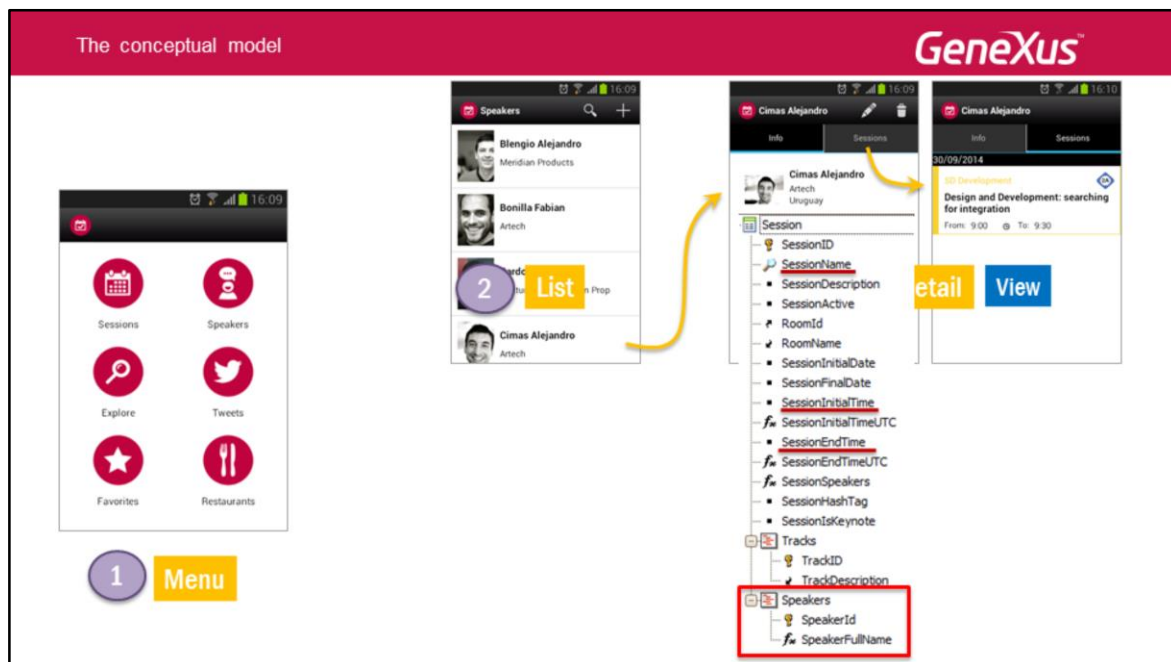 The conceptual model
GeneXus™
16:09
Sessions
Speakers
Explore
Tweets
Favorites
Restaurants
1
Menu
16:09
Speakers
Blengio Alejandro
Meridian Products
Bonilla Fabian
Artech
Prop
2
List
Cimas Alejandro
Artech
16:09
Cimas Alejandro
Info
Sessions
Cimas Alejandro
Artech
Uruguay
Session
SessionID
SessionName
SessionDescription
SessionActive
RoomId
RoomName
SessionInitialDate
SessionFinalDate
SessionInitialTime
SessionInitialTimeUTC
SessionEndTime
SessionEndTimeUTC
SessionSpeakers
SessionHashTag
SessionIsKeynote
Tracks
TrackID
TrackDescription
Speakers
SpeakerId
SpeakerFullName
16:10
Cimas Alejandro
Info
Sessions
30/09/2014
SD Development
2A
Design and Development: searching
for integration
From: 9:00 @ To: 9:30
etail
View